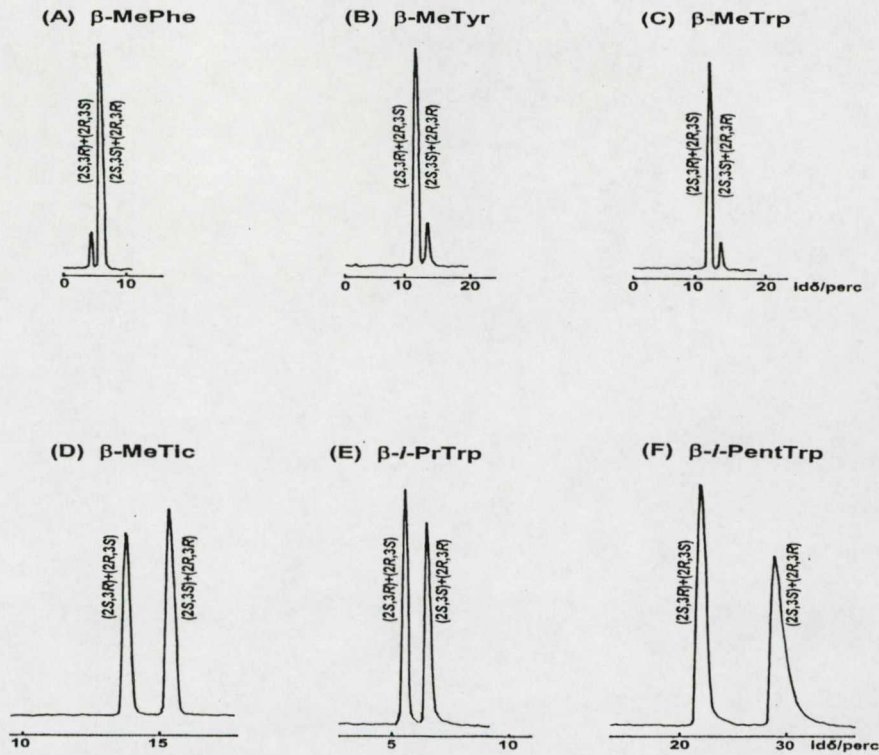 (A) β-MePhe
(B) β-MeTyr
(C) β-MeTrp
(2S,3R)+(2R,3S)
(2S,3S)+(2R,3R)
(2S,3R)+(2R,3S)
(2S,3S)+(2R,3R)
(2S,3R)+(2R,3S)
(2S,3S)+(2R,3R)
0 10
0 10 20
0 10 20 idő/perc
(D) β-MeTic
(E) β-i-PrTrp
(F) β-i-PentTrp
(2S,3R)+(2R,3S)
(2S,3S)+(2R,3R)
(2S,3R)+(2R,3S)
(2S,3S)+(2R,3R)
(2S,3R)+(2R,3S)
(2S,3S)+(2R,3R)
10 15
5 10
20 30 idő/perc